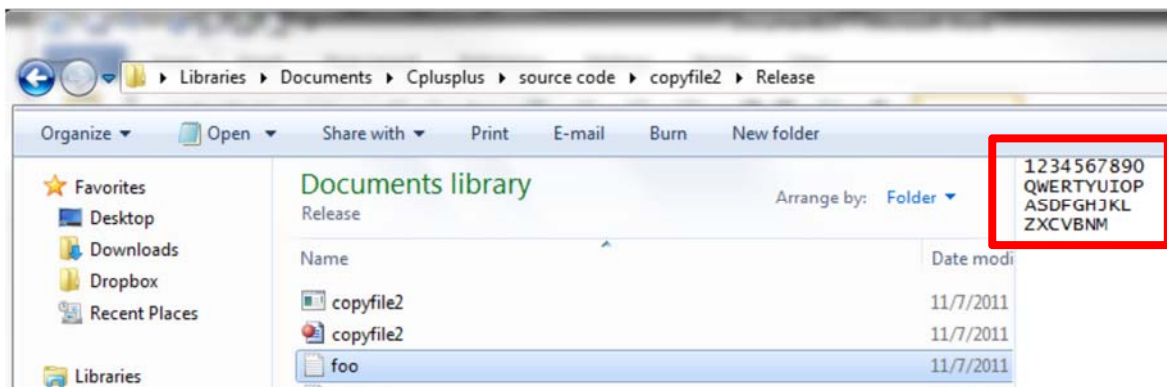 Libraries Documents Cplusplus source code copyfile2 Release
Organize Open Share with Print E-mail Burn New folder
Favorites
Desktop
Downloads
Dropbox
Recent Places
Libraries
Documents library
Release
Arrange by: Folder
Name Date modi
copyfile2 11/7/2011
copyfile2 11/7/2011
foo 11/7/2011
1234567890
QWERTYUIOP
ASDFGHJKL
ZXCVBNM